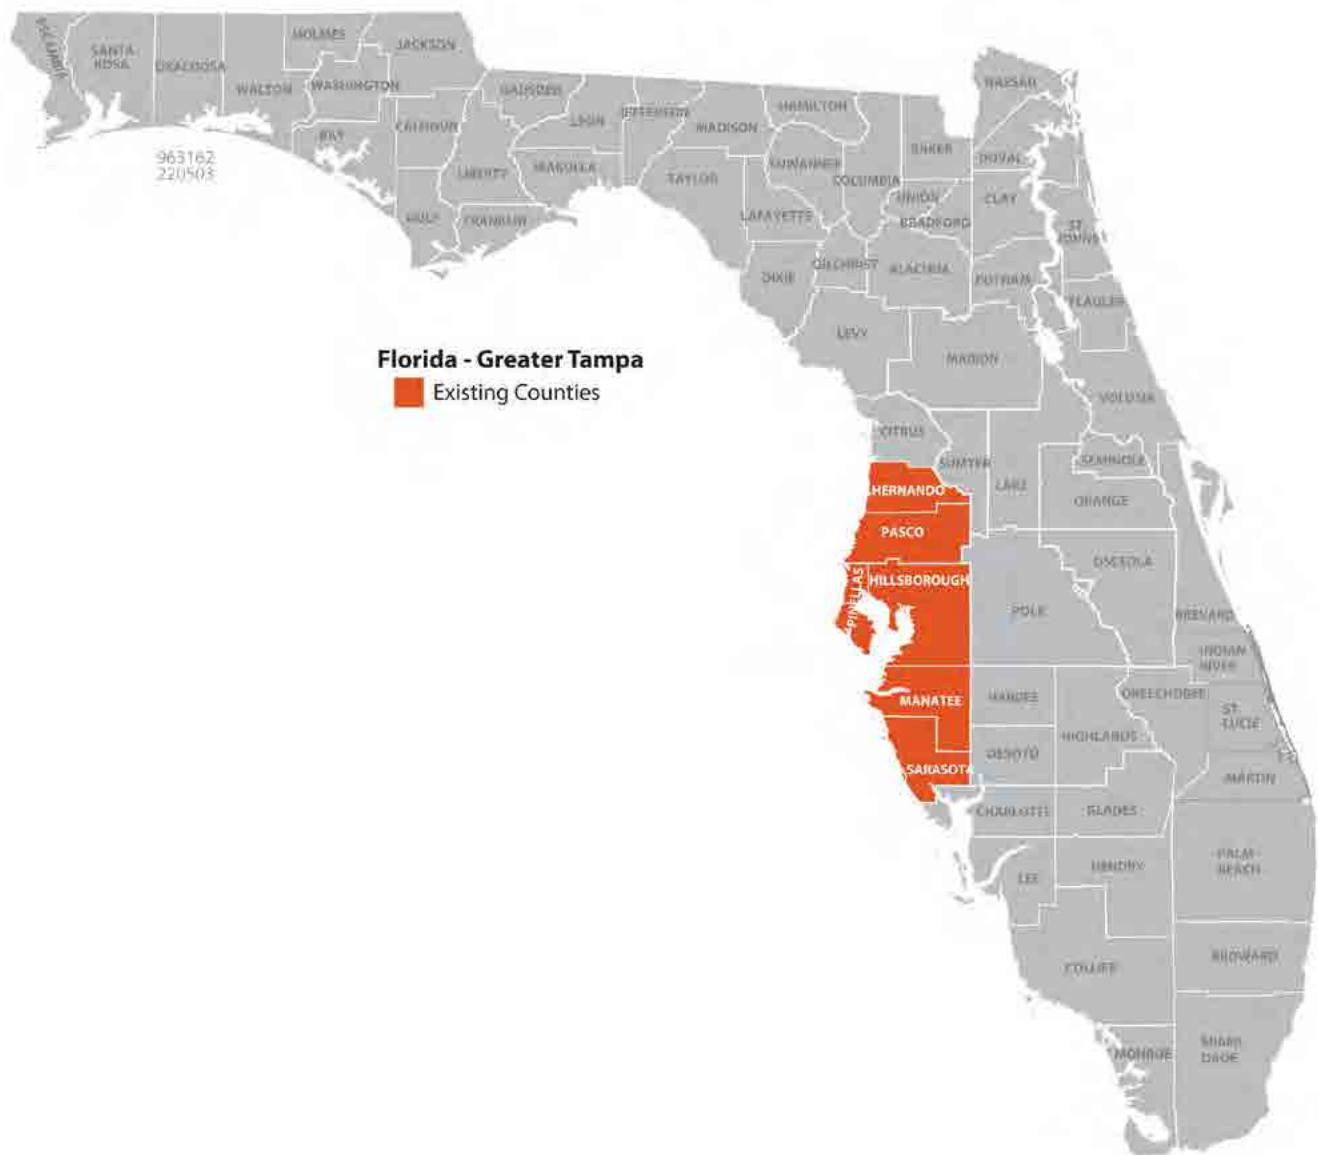 ESCAMBIA
SANTA
ROSA
OKALOOSA
WALTON
HOLMES
WASHINGTON
JACKSON
BAY
CALHOUN
GULF
LIBERTY
GADSDEN
FRANKLIN
LEON
WAKULLA
JEFFERSON
MADISON
TAYLOR
HAMILTON
SUWANNEE
LAFAYETTE
DIXIE
COLUMBIA
GILCHRIST
BAKER
UNION
BRADFORD
ALACHUA
LEVY
NASSAU
DUVAL
CLAY
ST.
JOHNS
PUTNAM
FLAGLER
MARION
VOLUSIA
963162
220503
Florida - Greater Tampa
Existing Counties
CITRUS
SUMTER
LAKE
SEMINOLE
ORANGE
HERNANDO
PASCO
PINELLAS
HILLSBOROUGH
POLK
OSCEOLA
BREVARD
INDIAN
RIVER
MANATEE
HARDEE
HIGHLANDS
OKEECHOBEE
ST.
LUCIE
SARASOTA
DESOTO
MARTIN
CHARLOTTE
GLADES
LEE
HENDRY
PALM
BEACH
COLLIER
BROWARD
MONROE
MIAMI
DADE